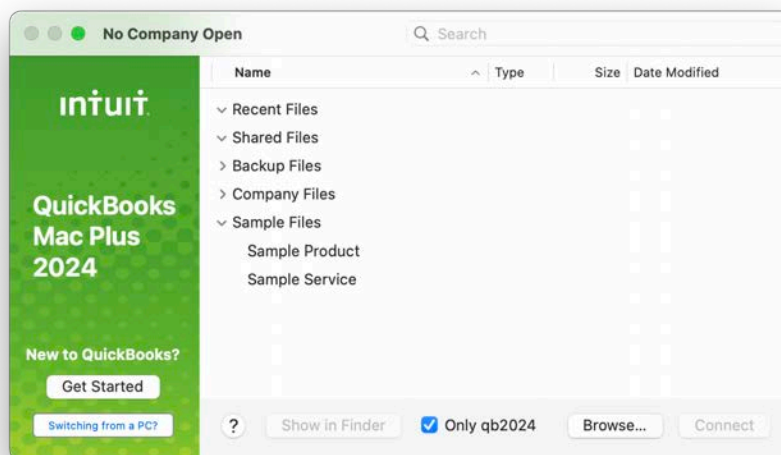 No Company Open
Search
intuit
QuickBooks
Mac Plus
2024
New to QuickBooks?
Get Started
Switching from a PC?
Name Type Size Date Modified
Recent Files
Shared Files
Backup Files
Company Files
Sample Files
Sample Product
Sample Service
? Show in Finder Only qb2024 Browse... Connect